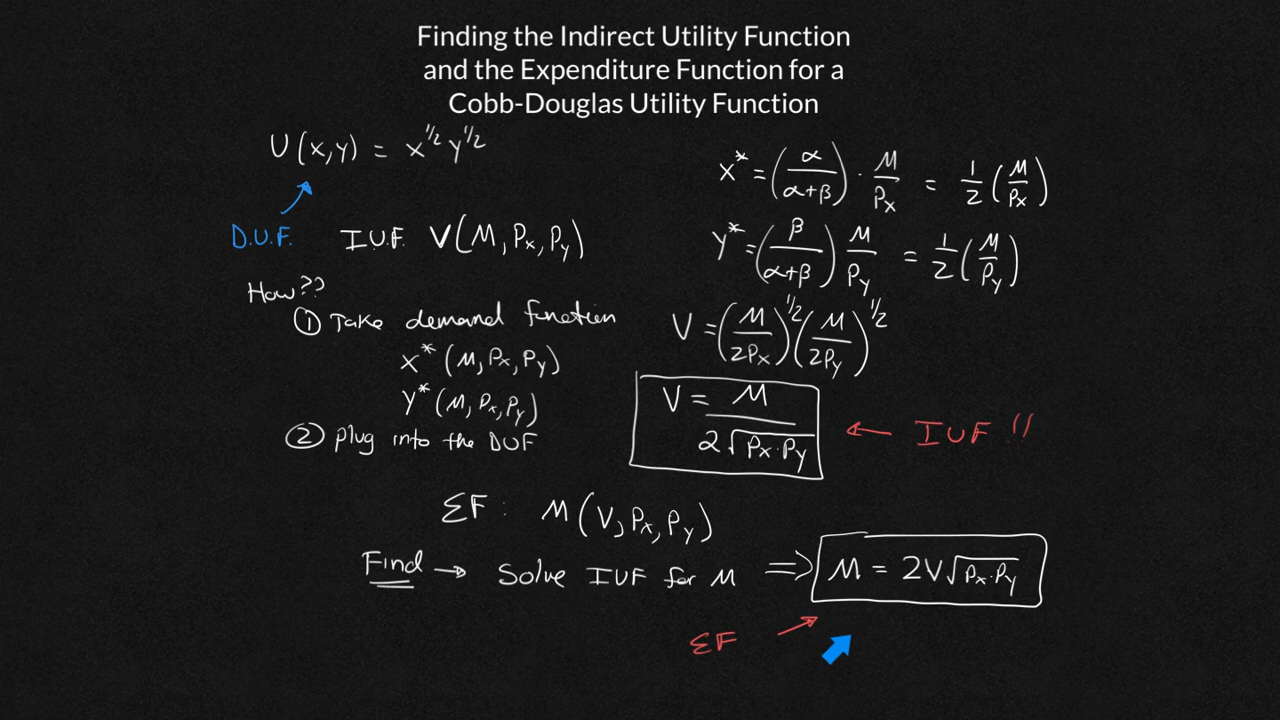 Finding the Indirect Utility Function
and the Expenditure Function for a
Cobb-Douglas Utility Function
U(x,y) = x^1/2 y^1/2
D.U.F.
I.U.F. V(M, Px, Py)
How??
① Take demand function
x* (M, Px, Py)
y* (M, Px, Py)
② plug into the DUF
x* = (α/α+β) · M/Px = 1/2 (M/Px)
y* = (β/α+β) M/Py = 1/2 (M/Py)
V = (M/2Px)^1/2 (M/2Py)^1/2
V = M/2√Px·Py
← IUF!!
EF: M(V, Px, Py)
Find → Solve IUF for M ⇒ M = 2V√Px·Py
EF